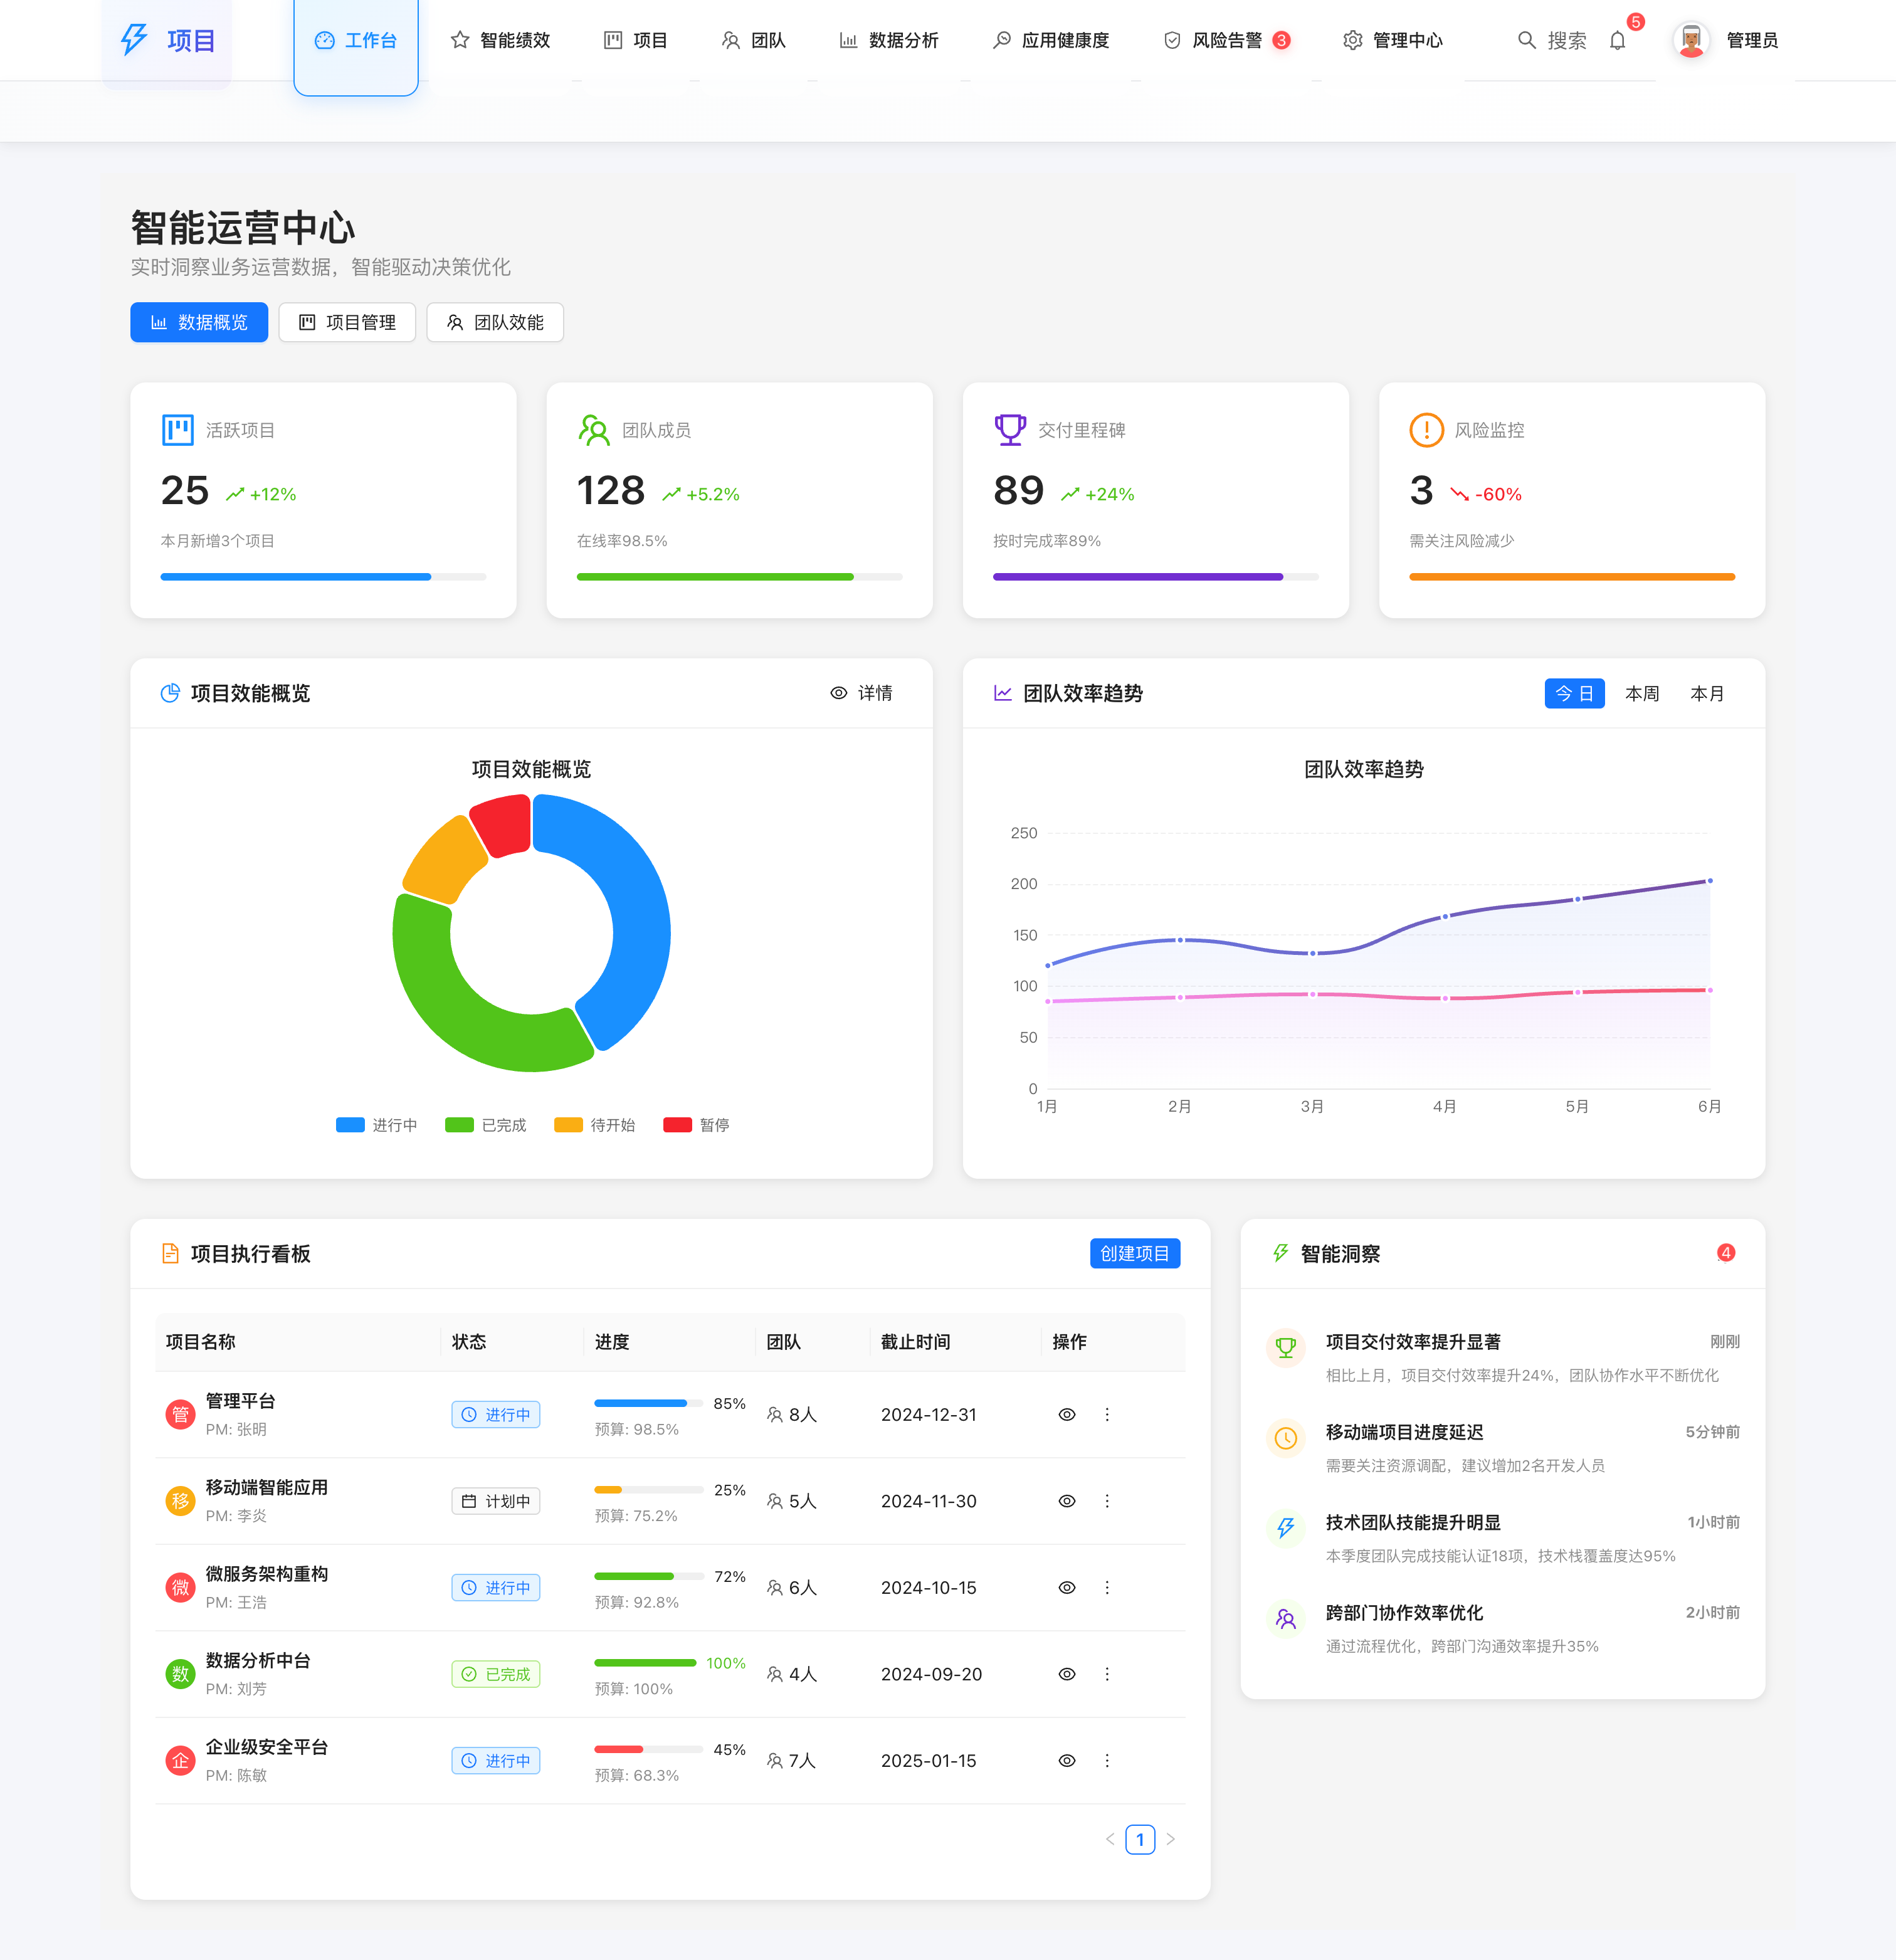 项目
工作台
智能绩效
项目
团队
数据分析
应用健康度
风险告警 3
管理中心
搜索
5
管理员
智能运营中心
实时洞察业务运营数据，智能驱动决策优化
数据概览
项目管理
团队效能
活跃项目
25 +12%
本月新增3个项目
团队成员
128 +5.2%
在线率98.5%
交付里程碑
89 +24%
按时完成率89%
风险监控
3 -60%
需关注风险减少
项目效能概览
详情
项目效能概览
进行中 已完成 待开始 暂停
团队效率趋势
今日 本周 本月
团队效率趋势
250
200
150
100
50
0
1月 2月 3月 4月 5月 6月
项目执行看板
创建项目
项目名称 状态 进度 团队 截止时间 操作
管 管理平台
PM: 张明
进行中
85%
预算: 98.5%
8人
2024-12-31
移 移动端智能应用
PM: 李炎
计划中
25%
预算: 75.2%
5人
2024-11-30
微 微服务架构重构
PM: 王浩
进行中
72%
预算: 92.8%
6人
2024-10-15
数 数据分析中台
PM: 刘芳
已完成
100%
预算: 100%
4人
2024-09-20
企 企业级安全平台
PM: 陈敏
进行中
45%
预算: 68.3%
7人
2025-01-15
1
智能洞察
4
项目交付效率提升显著 刚刚
相比上月，项目交付效率提升24%，团队协作水平不断优化
移动端项目进度延迟 5分钟前
需要关注资源调配，建议增加2名开发人员
技术团队技能提升明显 1小时前
本季度团队完成技能认证18项，技术栈覆盖度达95%
跨部门协作效率优化 2小时前
通过流程优化，跨部门沟通效率提升35%